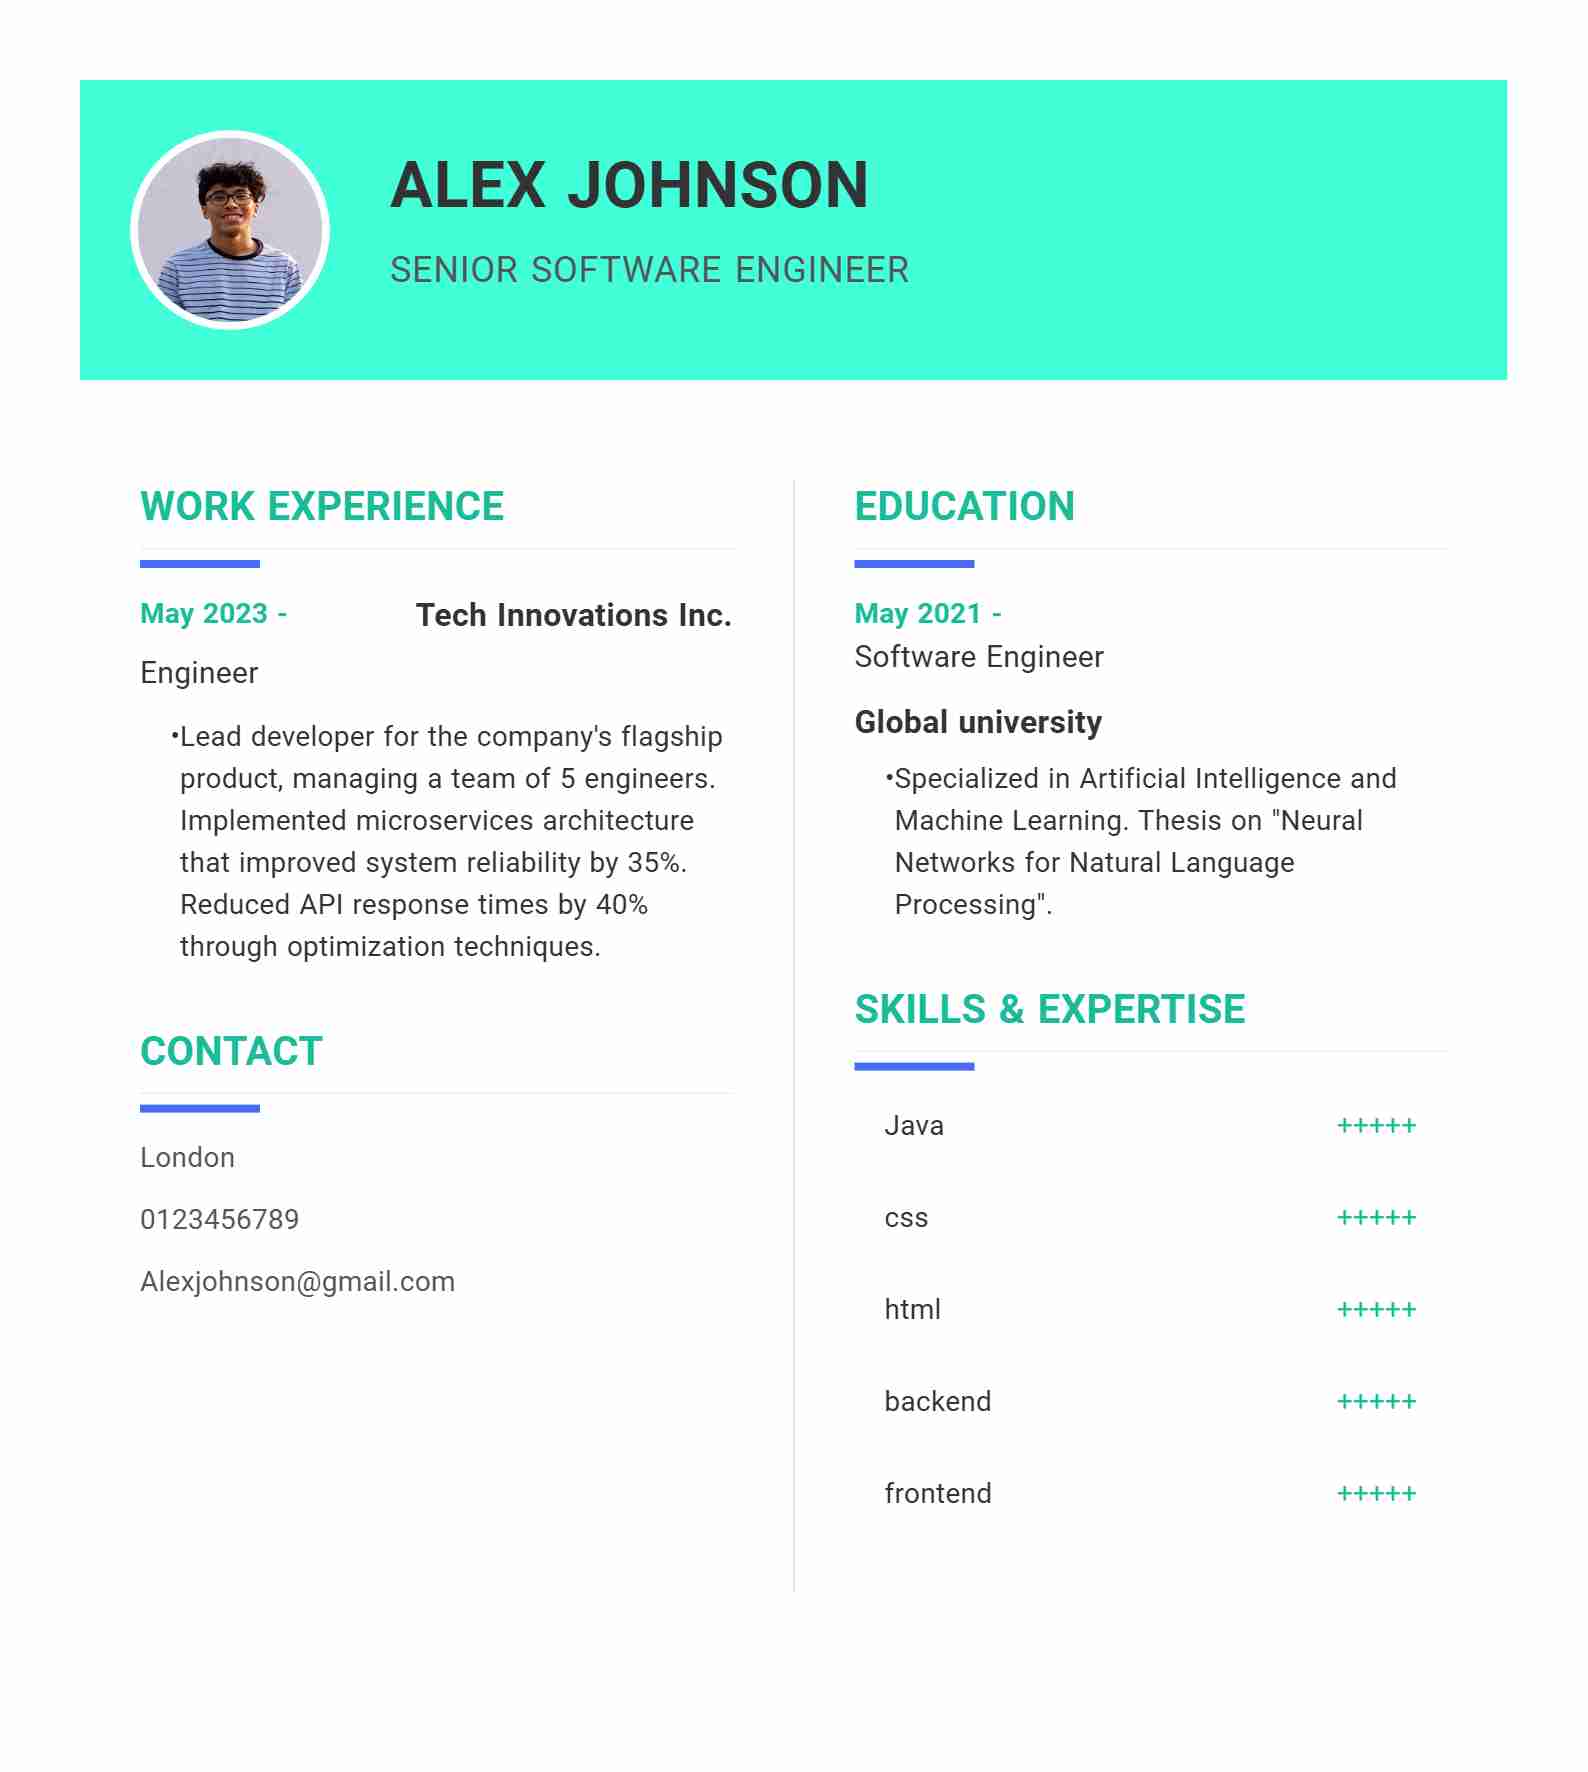 ALEX JOHNSON
SENIOR SOFTWARE ENGINEER
WORK EXPERIENCE
May 2023 - Tech Innovations Inc.
Engineer
•Lead developer for the company's flagship
product, managing a team of 5 engineers.
Implemented microservices architecture
that improved system reliability by 35%.
Reduced API response times by 40%
through optimization techniques.
CONTACT
London
0123456789
Alexjohnson@gmail.com
EDUCATION
May 2021 -
Software Engineer
Global university
•Specialized in Artificial Intelligence and
Machine Learning. Thesis on "Neural
Networks for Natural Language
Processing".
SKILLS & EXPERTISE
Java +++++
css +++++
html +++++
backend +++++
frontend +++++